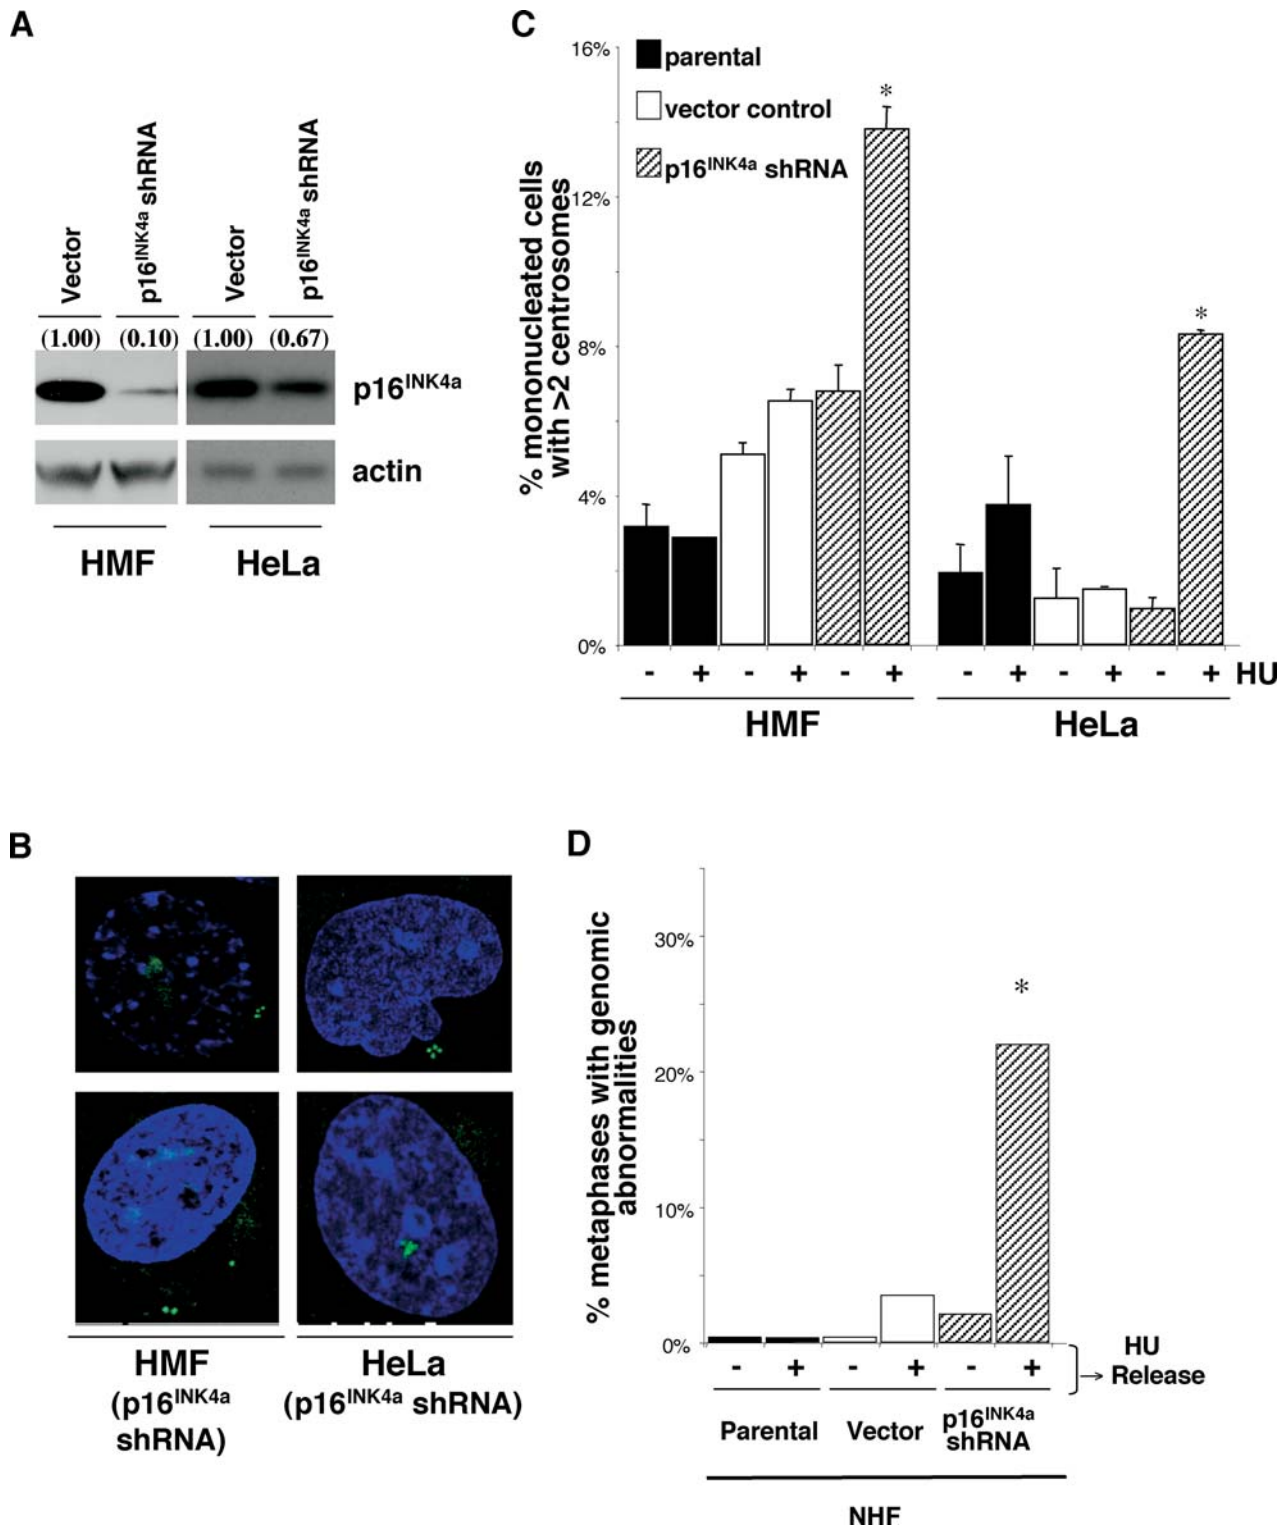 A
Vector
p16INK4a shRNA
Vector
p16INK4a shRNA
(1.00) (0.10) (1.00) (0.67)
p16INK4a
actin
HMF HeLa
C
% mononucleated cells
with >2 centrosomes
16%
12%
8%
4%
0%
parental
vector control
p16INK4a shRNA
*
*
- + - + - + - + - + - + HU
HMF HeLa
B
HMF
(p16INK4a
shRNA)
HeLa
(p16INK4a shRNA)
D
% metaphases with genomic
abnormalities
30%
20%
10%
0%
*
- + - + - +
HU
→ Release
Parental Vector p16INK4a
shRNA
NHF